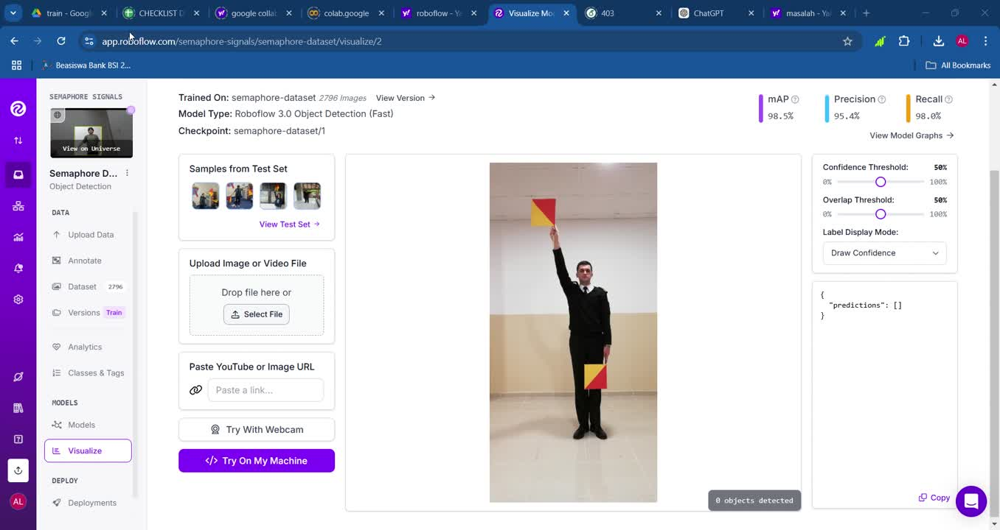 train - Googl
CHECKLIST D
google collab
colab.google
roboflow - Ya
Visualize Mo
403
ChatGPT
masalah - Ya
app.roboflow.com/semaphore-signals/semaphore-dataset/visualize/2
AL
Beasiswa Bank BSI 2...
All Bookmarks
SEMAPHORE SIGNALS
View on Universe
Semaphore D...
Object Detection
DATA
Upload Data
Annotate
Dataset 2796
Versions Train
Analytics
Classes & Tags
MODELS
Models
Visualize
DEPLOY
Deployments
AL
Trained On: semaphore-dataset 2796 Images View Version →
Model Type: Roboflow 3.0 Object Detection (Fast)
Checkpoint: semaphore-dataset/1
mAP
98.5%
Precision
95.4%
Recall
98.0%
View Model Graphs →
Samples from Test Set
View Test Set →
Upload Image or Video File
Drop file here or
Select File
Paste YouTube or Image URL
Paste a link...
Try With Webcam
</> Try On My Machine
0 objects detected
Confidence Threshold: 50%
0% 100%
Overlap Threshold: 50%
0% 100%
Label Display Mode:
Draw Confidence
{
"predictions": []
}
Copy